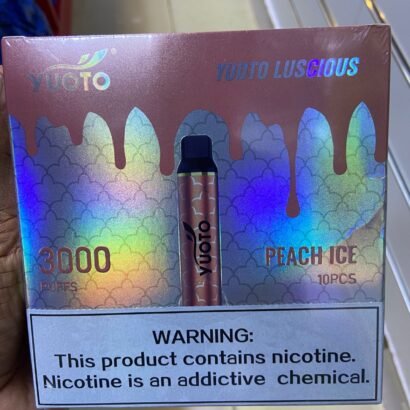 YUOTO
YUOTO LUSCIOUS
YUOTO
3000
PUFFS
PEACH ICE
10PCS
WARNING:
This product contains nicotine.
Nicotine is an addictive chemical.